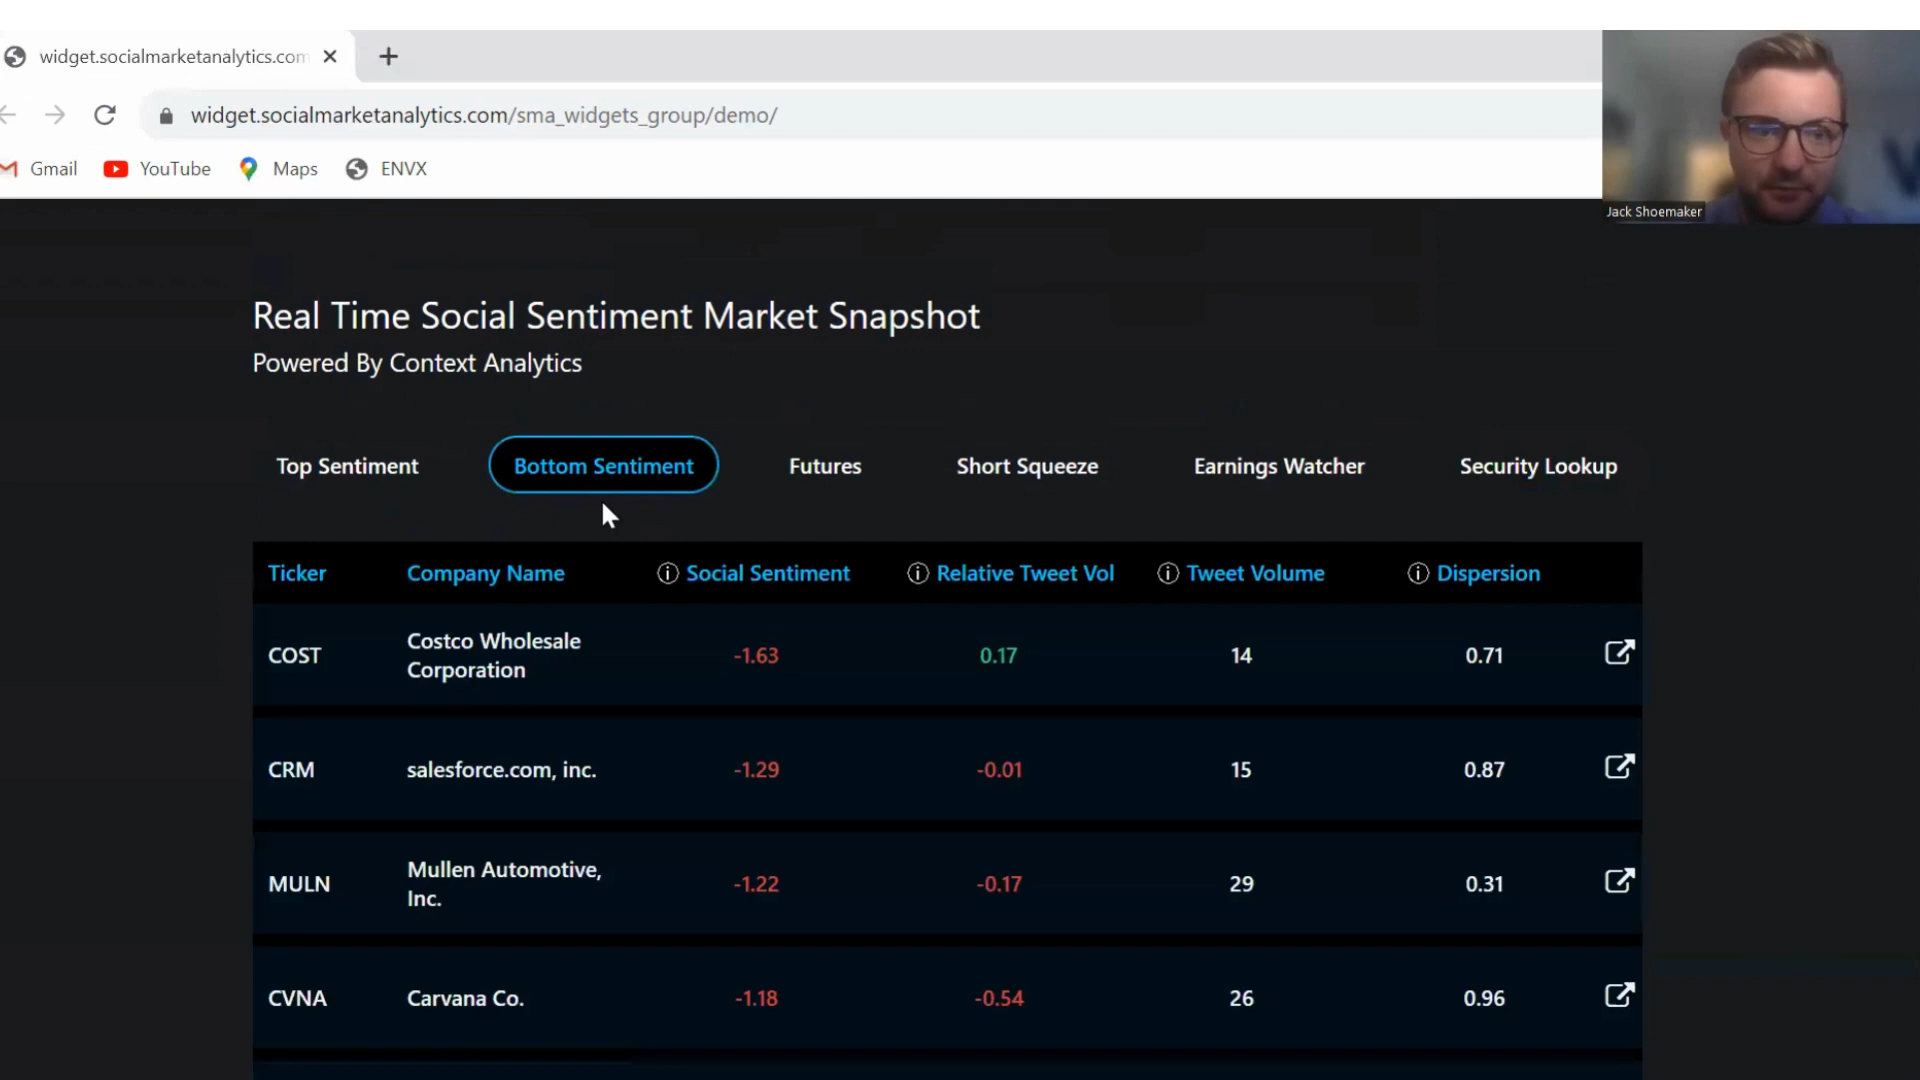 widget.socialmarketanalytics.com
widget.socialmarketanalytics.com/sma_widgets_group/demo/
Gmail YouTube Maps ENVX
Jack Shoemaker
Real Time Social Sentiment Market Snapshot
Powered By Context Analytics
Top Sentiment Bottom Sentiment Futures Short Squeeze Earnings Watcher Security Lookup
Ticker Company Name Social Sentiment Relative Tweet Vol Tweet Volume Dispersion
COST Costco Wholesale Corporation -1.63 0.17 14 0.71
CRM salesforce.com, inc. -1.29 -0.01 15 0.87
MULN Mullen Automotive, Inc. -1.22 -0.17 29 0.31
CVNA Carvana Co. -1.18 -0.54 26 0.96